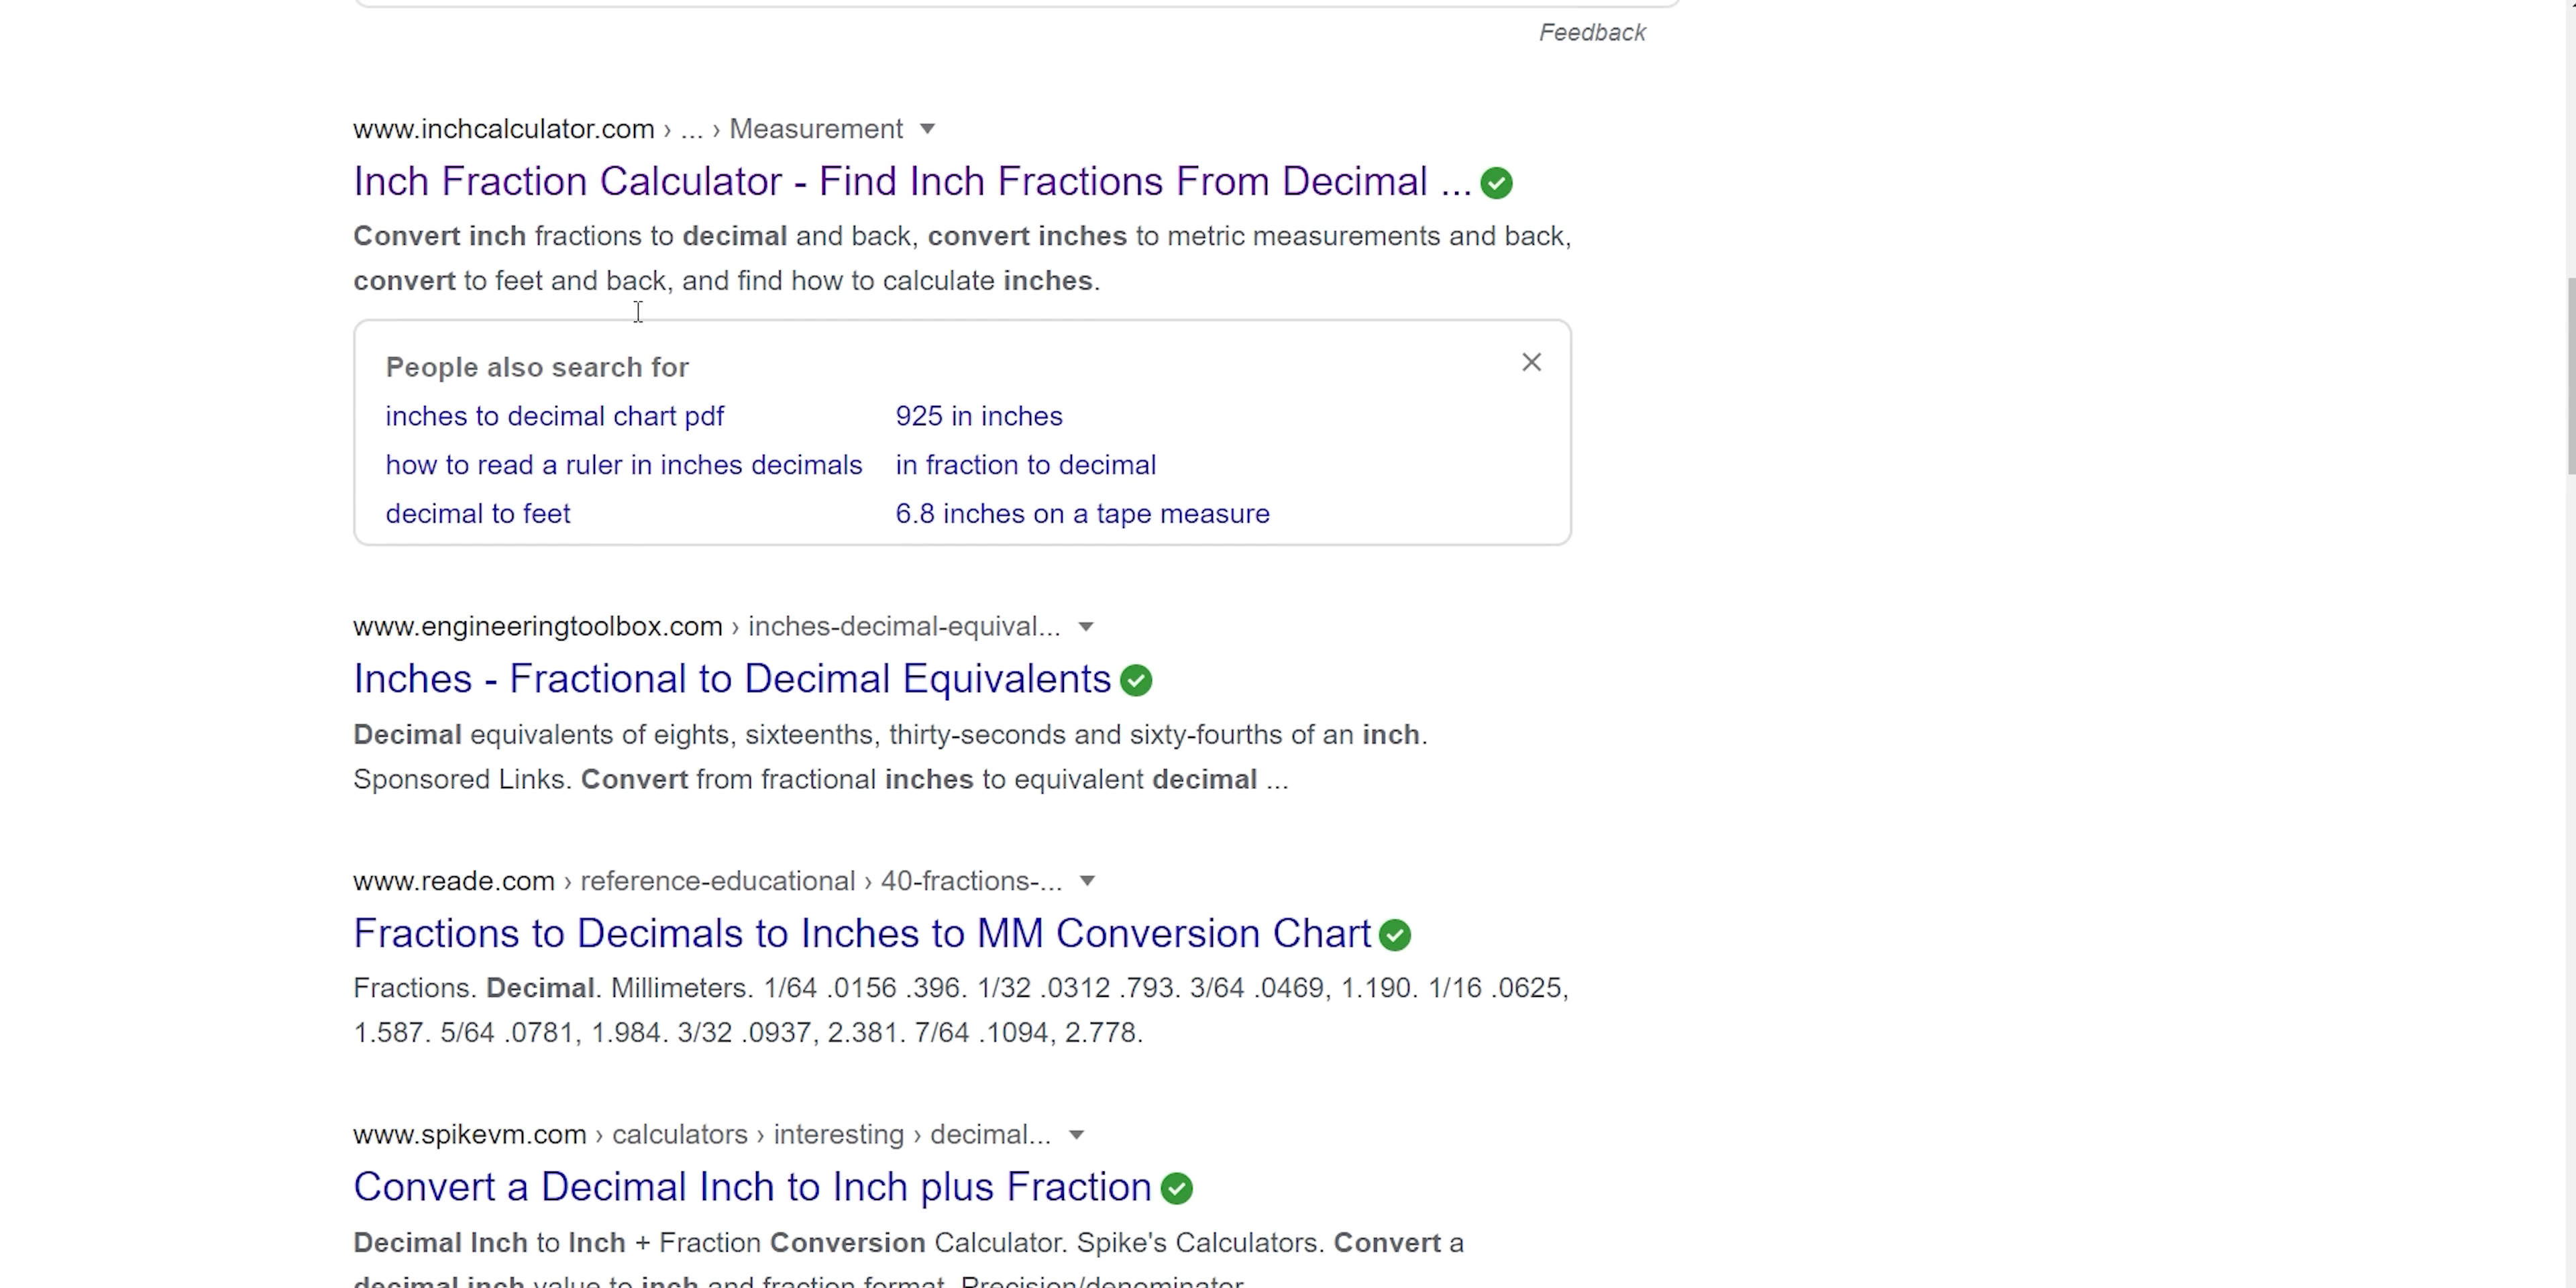 Feedback
www.inchcalculator.com › ... › Measurement
Inch Fraction Calculator - Find Inch Fractions From Decimal ...
Convert inch fractions to decimal and back, convert inches to metric measurements and back,
convert to feet and back, and find how to calculate inches.
People also search for
inches to decimal chart pdf
925 in inches
how to read a ruler in inches decimals
in fraction to decimal
decimal to feet
6.8 inches on a tape measure
www.engineeringtoolbox.com › inches-decimal-equival...
Inches - Fractional to Decimal Equivalents
Decimal equivalents of eights, sixteenths, thirty-seconds and sixty-fourths of an inch.
Sponsored Links. Convert from fractional inches to equivalent decimal ...
www.reade.com › reference-educational › 40-fractions-...
Fractions to Decimals to Inches to MM Conversion Chart
Fractions. Decimal. Millimeters. 1/64 .0156 .396. 1/32 .0312 .793. 3/64 .0469, 1.190. 1/16 .0625,
1.587. 5/64 .0781, 1.984. 3/32 .0937, 2.381. 7/64 .1094, 2.778.
www.spikevm.com › calculators › interesting › decimal...
Convert a Decimal Inch to Inch plus Fraction
Decimal Inch to Inch + Fraction Conversion Calculator. Spike's Calculators. Convert a
decimal inch value to inch and fraction format. Precision/denominator